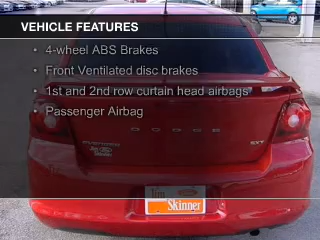 VEHICLE FEATURES
• 4-wheel ABS Brakes
• Front Ventilated disc brakes
• 1st and 2nd row curtain head airbags
• Passenger Airbag
DODGE
SXT
Jim
Skinner